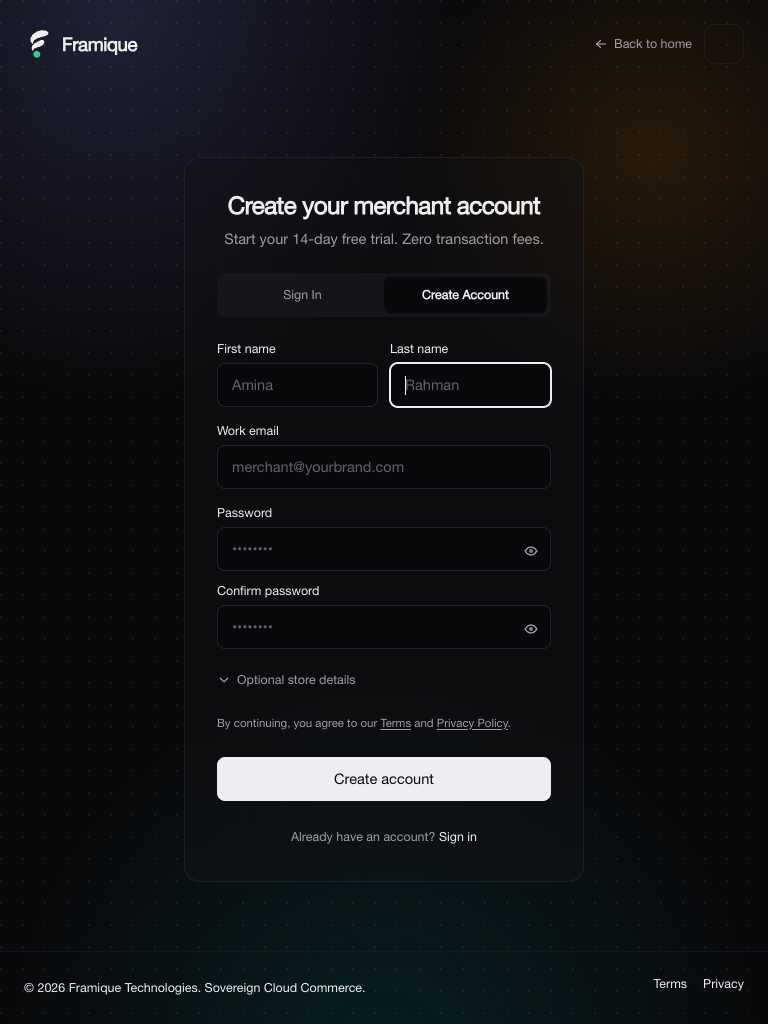 Framique
Back to home
Create your merchant account
Start your 14-day free trial. Zero transaction fees.
Sign In
Create Account
First name
Last name
Amina
Rahman
Work email
merchant@yourbrand.com
Password
••••••••
Confirm password
••••••••
Optional store details
By continuing, you agree to our Terms and Privacy Policy.
Create account
Already have an account? Sign in
© 2026 Framique Technologies. Sovereign Cloud Commerce.
Terms
Privacy